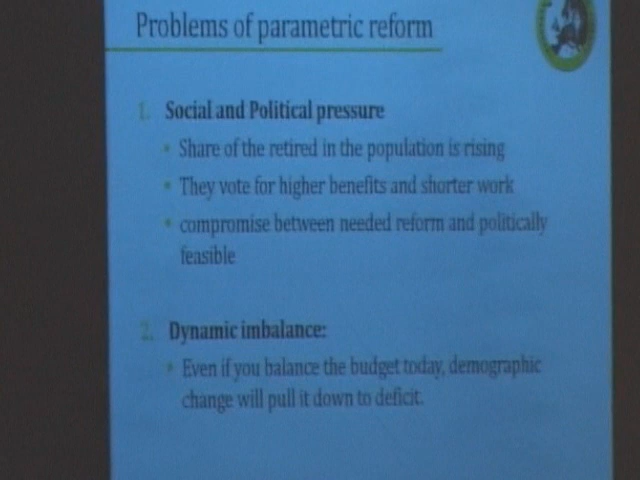 Problems of parametric reform
1. Social and Political pressure
Share of the retired in the population is rising
They vote for higher benefits and shorter work
compromise between needed reform and politically
feasible
2. Dynamic imbalance:
Even if you balance the budget today, demographic
change will pull it down to deficit.